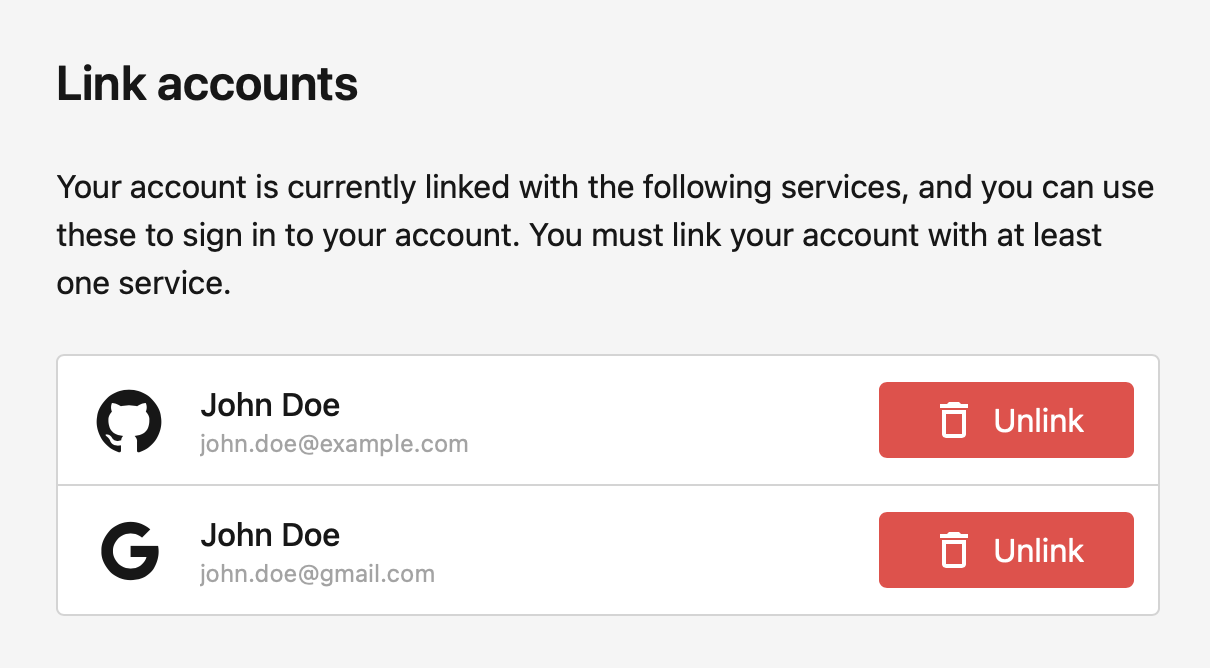 Link accounts
Your account is currently linked with the following services, and you can use
these to sign in to your account. You must link your account with at least
one service.
John Doe
john.doe@example.com
Unlink
John Doe
john.doe@gmail.com
Unlink